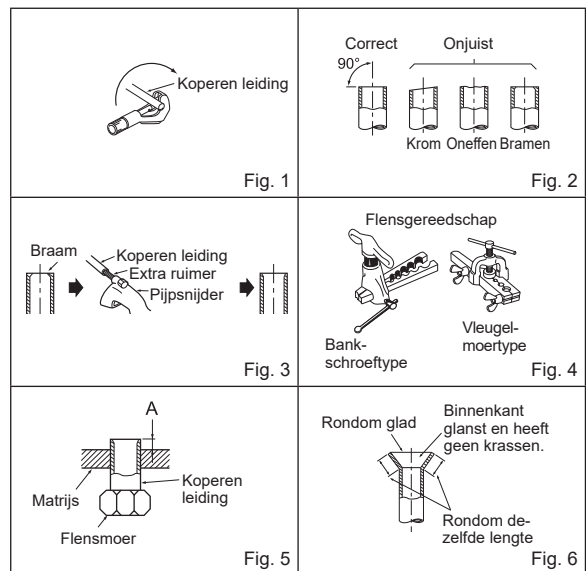 Koperen leiding
Fig. 1
Correct
Onjuist
90°
Krom Oneffen Bramen
Fig. 2
Braam
Koperen leiding
Extra ruimer
Pijpsnijder
Fig. 3
Flensgereedschap
Bank-
schroeftype
Vleugel-
moertype
Fig. 4
A
Matrijs
Koperen
leiding
Flensmoer
Fig. 5
Rondom glad
Binnenkant
glanst en heeft
geen krassen.
Rondom de-
zelfde lengte
Fig. 6